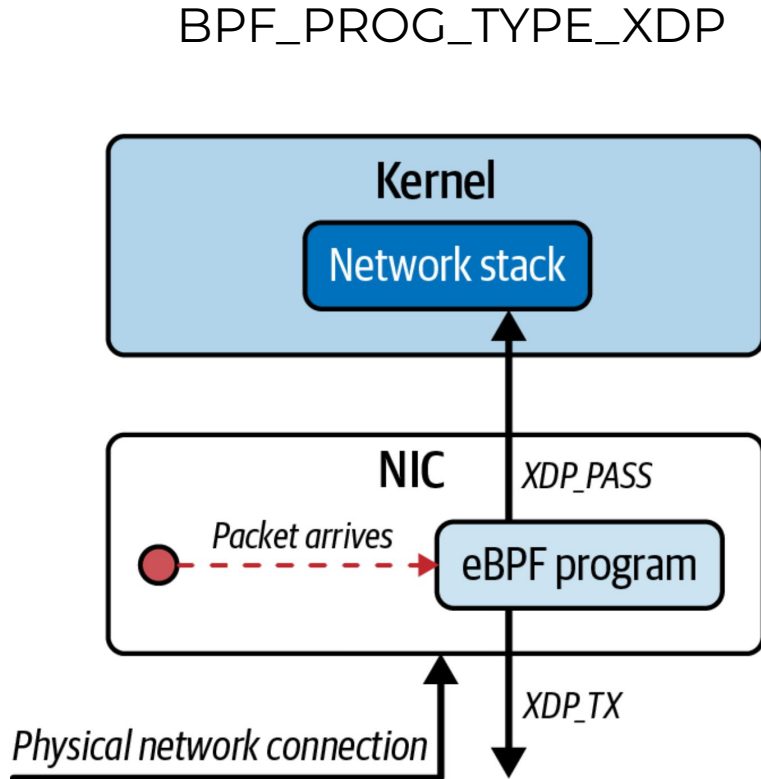 BPF_PROG_TYPE_XDP
Kernel
Network stack
NIC
XDP_PASS
Packet arrives
eBPF program
XDP_TX
Physical network connection